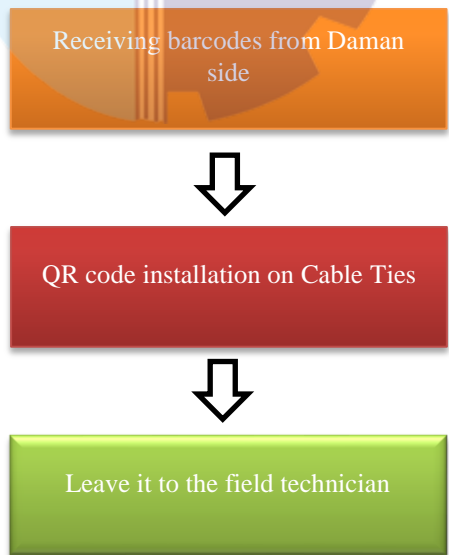 Receiving barcodes from Daman
side
QR code installation on Cable Ties
Leave it to the field technician